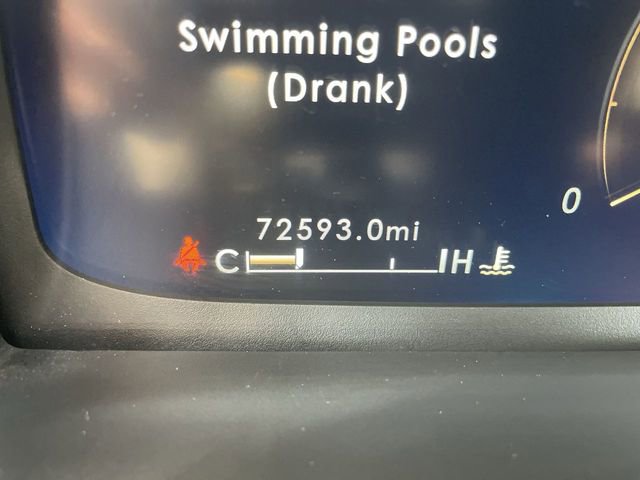 Swimming Pools
(Drank)
0
72593.0mi
C H